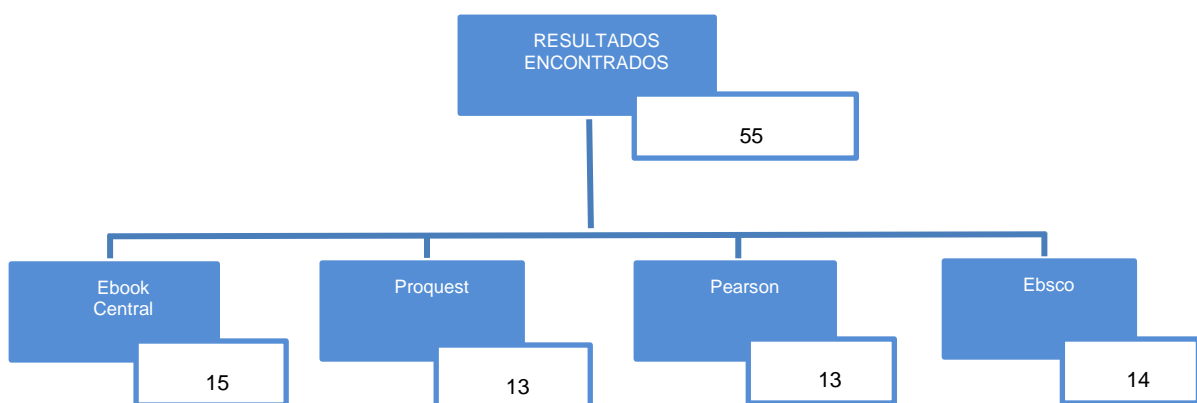 RESULTADOS
ENCONTRADOS
55
Ebook
Central
15
Proquest
13
Pearson
13
Ebsco
14